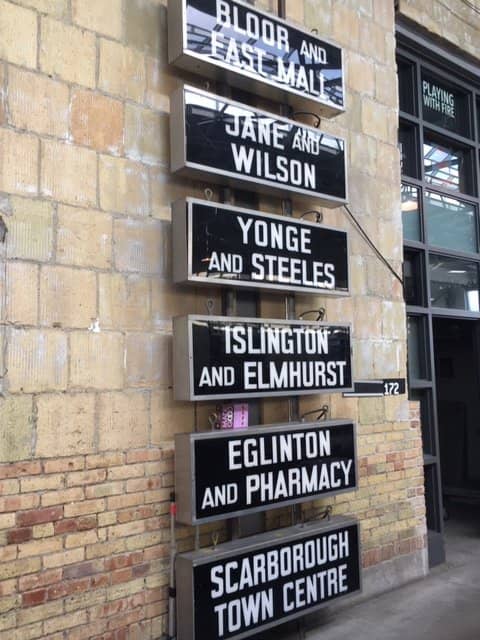 BLOOR AND
EAST MALL
JANE AND
WILSON
YONGE
AND STEELES
ISLINGTON
AND ELMHURST
EGLINTON
AND PHARMACY
SCARBOROUGH
TOWN CENTRE
PLAYING
WITH FIRE
172